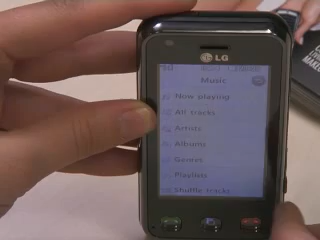 LG
Music
Now playing
All tracks
Artists
Albums
Genres
Playlists
Shuffle tracks